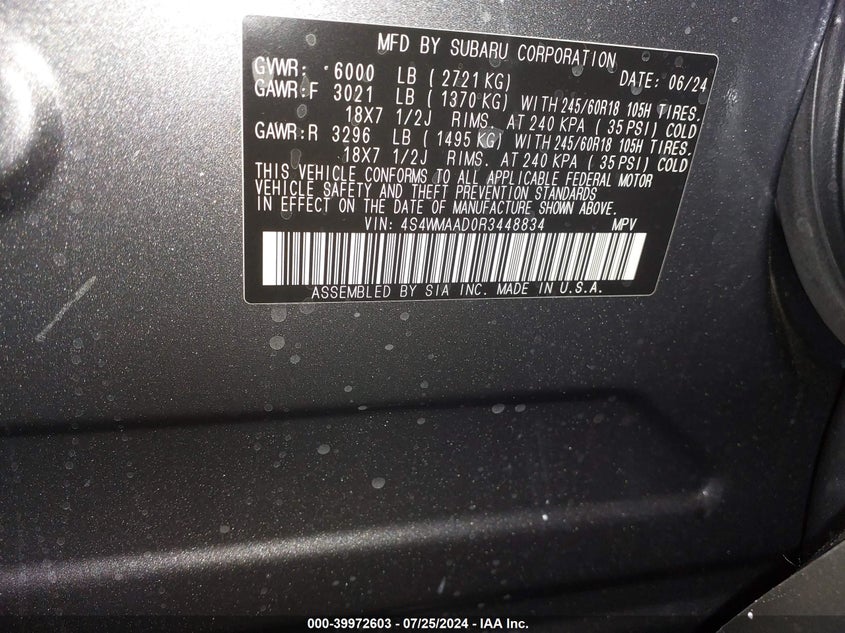 MFD BY SUBARU CORPORATION
GVWR: 6000 LB (2721KG) DATE: 06/24
GAWR:F 3021 LB (1370 KG) WITH 245/60R18 105H TIRES.
18X7 1/2J RIMS. AT 240 KPA (35 PSI) COLD
GAWR:R 3296 LB (1495 KG) WITH 245/60R18 105H TIRES.
18X7 1/2J RIMS. AT 240 KPA (35 PSI) COLD
THIS VEHICLE CONFORMS TO ALL APPLICABLE FEDERAL MOTOR
VEHICLE SAFETY AND THEFT PREVENTION STANDARDS
IN EFFECT ON THE DATE OF MANUFACTURE SHOWN ABOVE.
VIN: 4S4WMAAD0R3448834 MPV
ASSEMBLED BY SIA INC. MADE IN U.S.A.
000-39972603 - 07/25/2024 - IAA Inc.